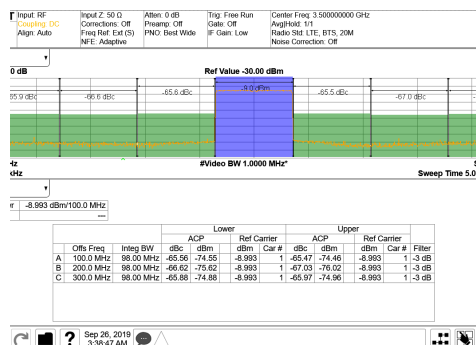 T Input: RF Input Z: 50 Ω Atten: 0 dB Trig: Free Run Center Freq: 3.500000000 GHz
Coupling: DC Corrections: Off Preamp: Off Gate: Off Avg|Hold: 1/1
Align: Auto Freq Ref: Ext (S) PNO: Best Wide IF Gain: Low Radio Std: LTE, BTS, 20M
NFE: Adaptive Noise Correction: Off
0 dB Ref Value -30.00 dBm
65.9 dBc -66.6 dBc -65.6 dBc -9.0 dBm -65.5 dBc -67.0 dBc
Hz #Video BW 1.0000 MHz*
kHz Sweep Time 5.0
-8.993 dBm/100.0 MHz
---
Lower Upper
ACP Ref Carrier ACP Ref Carrier
Offs Freq Integ BW dBc dBm dBm Car # dBc dBm dBm Car # Filter
A 100.0 MHz 98.00 MHz -65.56 -74.55 -8.993 1 -65.47 -74.46 -8.993 1 -3 dB
B 200.0 MHz 98.00 MHz -66.62 -75.62 -8.993 1 -67.03 -76.02 -8.993 1 -3 dB
C 300.0 MHz 98.00 MHz -65.88 -74.88 -8.993 1 -65.97 -74.96 -8.993 1 -3 dB
? Sep 26, 2019
3:38:47 AM